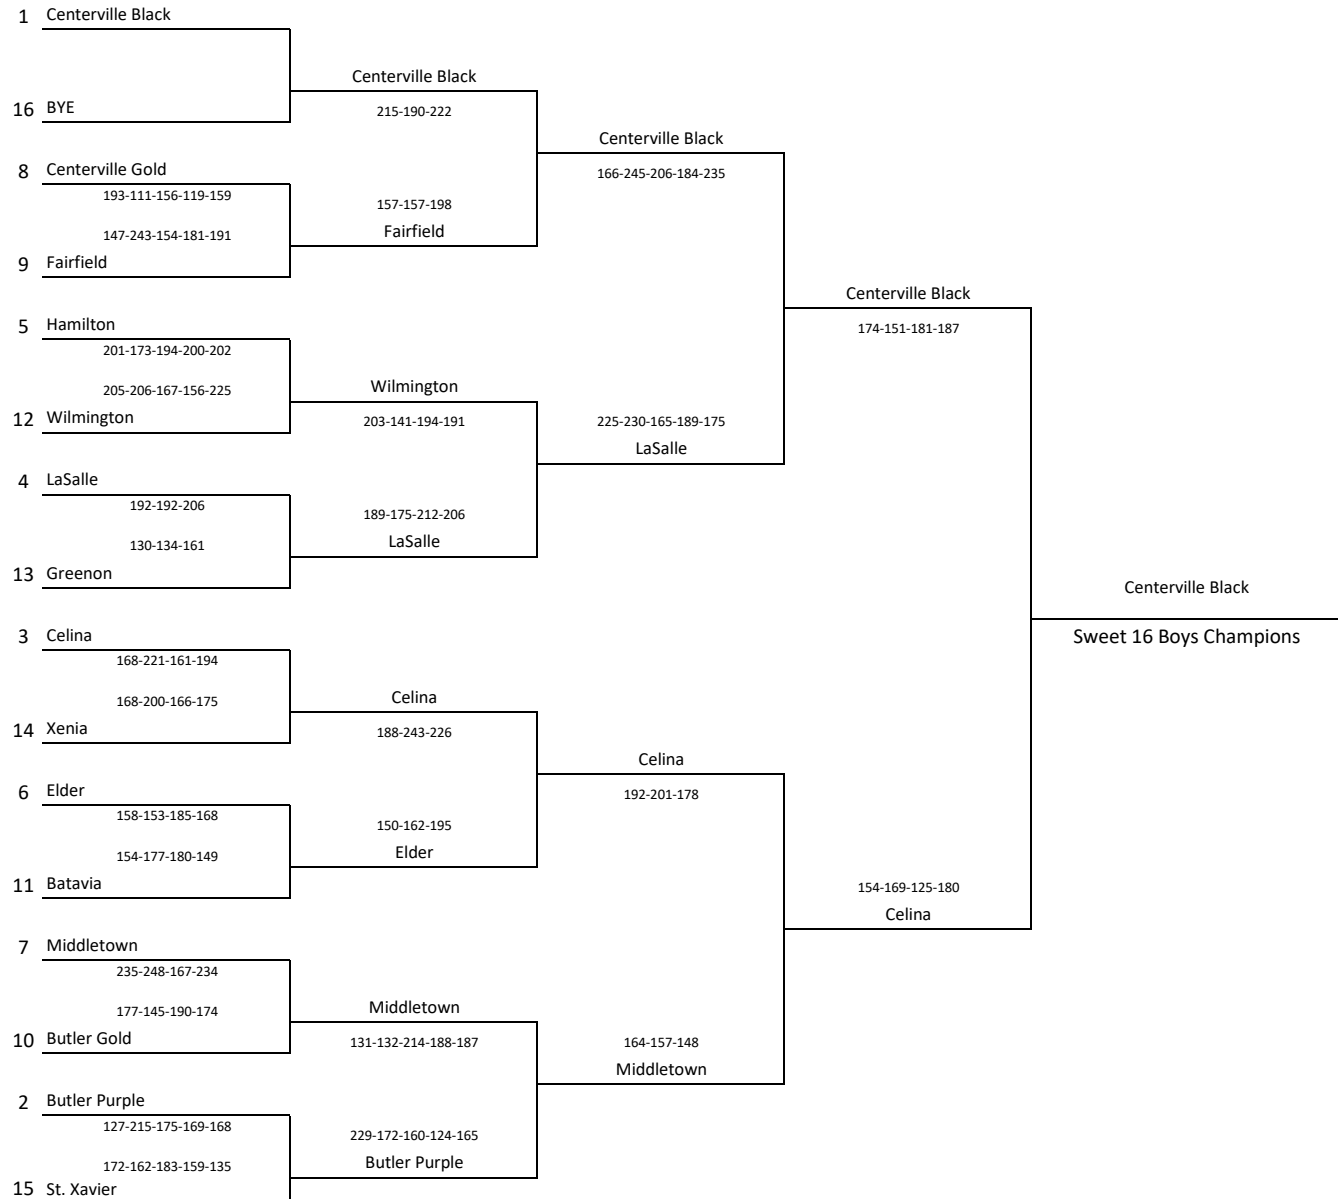 1 Centerville Black
16 BYE
8 Centerville Gold
193-111-156-119-159
147-243-154-181-191
9 Fairfield
5 Hamilton
201-173-194-200-202
205-206-167-156-225
12 Wilmington
4 LaSalle
192-192-206
130-134-161
13 Greenon
3 Celina
168-221-161-194
168-200-166-175
14 Xenia
6 Elder
158-153-185-168
154-177-180-149
11 Batavia
7 Middletown
235-248-167-234
177-145-190-174
10 Butler Gold
2 Butler Purple
127-215-175-169-168
172-162-183-159-135
15 St. Xavier
Centerville Black
215-190-222
157-157-198
Fairfield
Wilmington
203-141-194-191
189-175-212-206
LaSalle
Celina
188-243-226
150-162-195
Elder
Middletown
131-132-214-188-187
229-172-160-124-165
Butler Purple
Centerville Black
166-245-206-184-235
225-230-165-189-175
LaSalle
Celina
192-201-178
164-157-148
Middletown
Centerville Black
174-151-181-187
154-169-125-180
Celina
Centerville Black
Sweet 16 Boys Champions